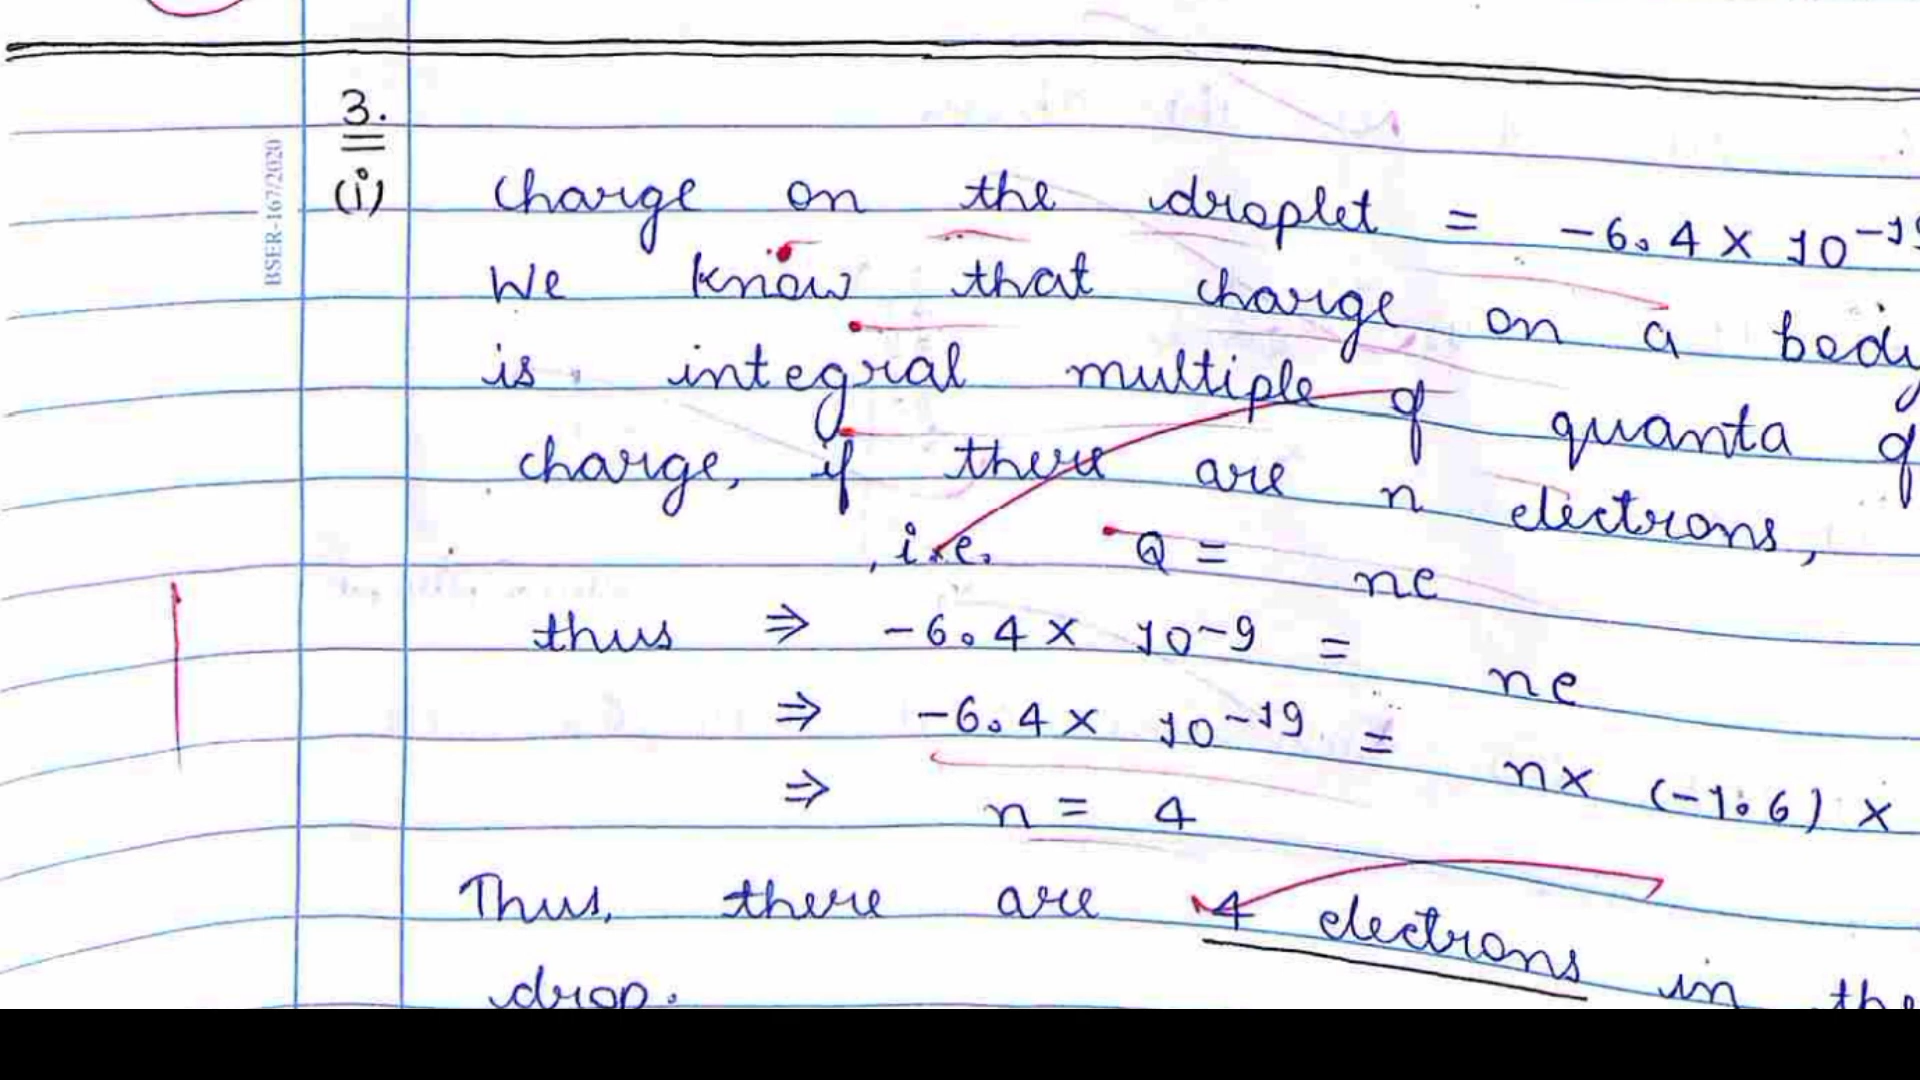 BSER-167/2020
3.
(i) Charge on the droplet = -6.4 × 10^-19
We know that charge on a body
is integral multiple of quanta of
charge, if there are n electrons,
, i.e. Q = ne
thus ⇒ -6.4 × 10^-9 = ne
⇒ -6.4 × 10^-19 = n× (-1.6) ×
⇒ n = 4
Thus, there are 4 electrons in the
drop.